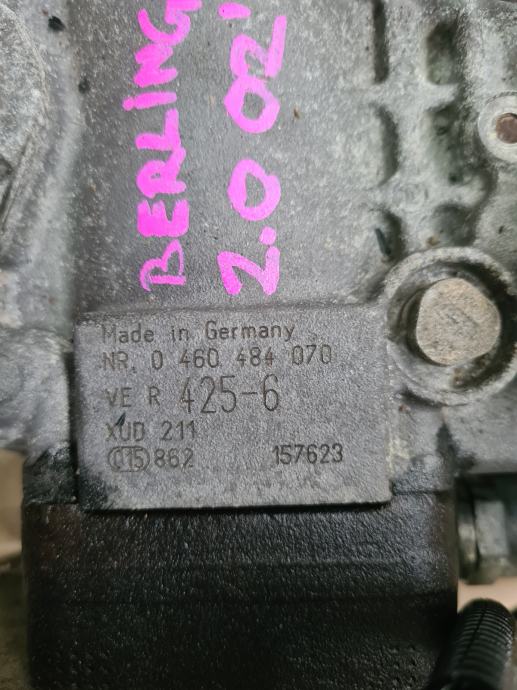 BERLING
2.0 02'
Made in Germany
NR. 0 460 484 070
VE R 425-6
XUD 211
015 862 157623